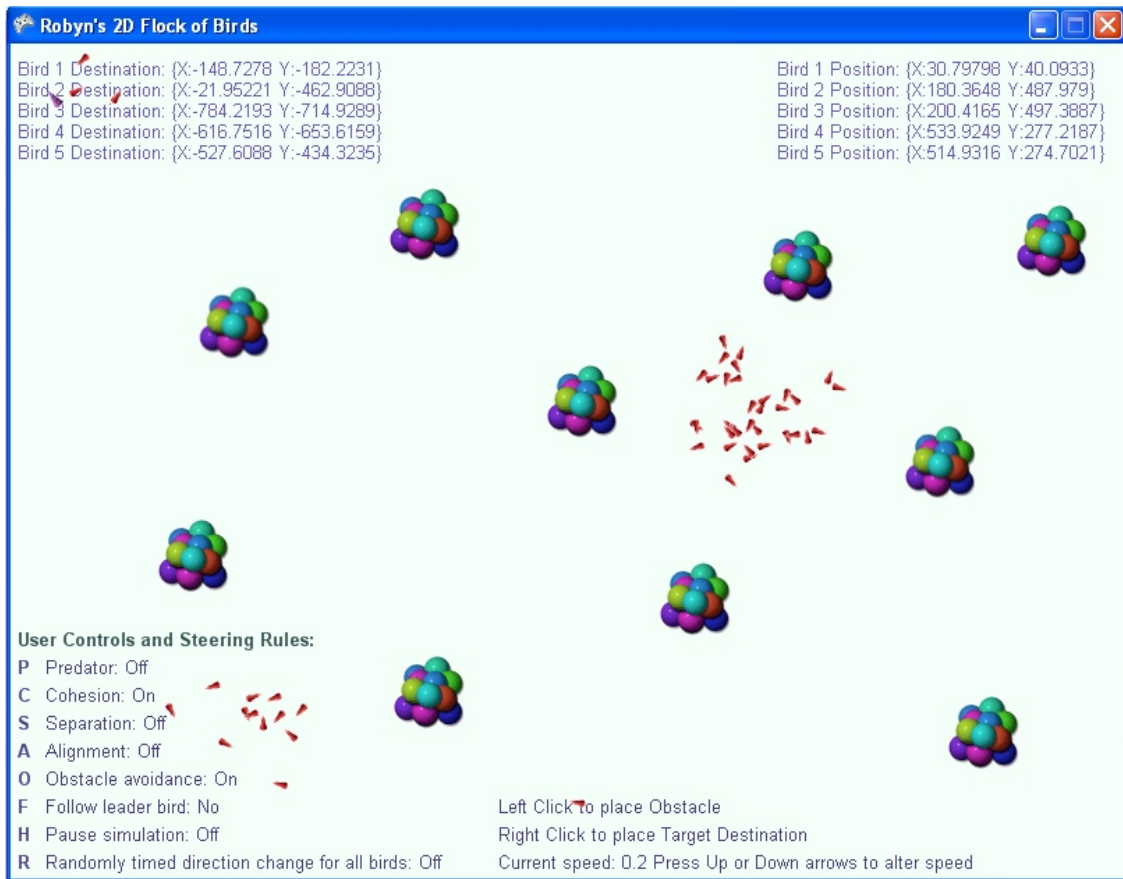 Robyn's 2D Flock of Birds
Bird 1 Destination: {X:-148.7278 Y:-182.2231}
Bird 2 Destination: {X:-21.95221 Y:-462.9088}
Bird 3 Destination: {X:-784.2193 Y:-714.9289}
Bird 4 Destination: {X:-616.7516 Y:-653.6159}
Bird 5 Destination: {X:-527.6088 Y:-434.3235}
Bird 1 Position: {X:30.79798 Y:40.0933}
Bird 2 Position: {X:180.3648 Y:487.979}
Bird 3 Position: {X:200.4165 Y:497.3887}
Bird 4 Position: {X:533.9249 Y:277.2187}
Bird 5 Position: {X:514.9316 Y:274.7021}
User Controls and Steering Rules:
P Predator: Off
C Cohesion: On
S Separation: Off
A Alignment: Off
O Obstacle avoidance: On
F Follow leader bird: No
H Pause simulation: Off
R Randomly timed direction change for all birds: Off
Left Click to place Obstacle
Right Click to place Target Destination
Current speed: 0.2 Press Up or Down arrows to alter speed